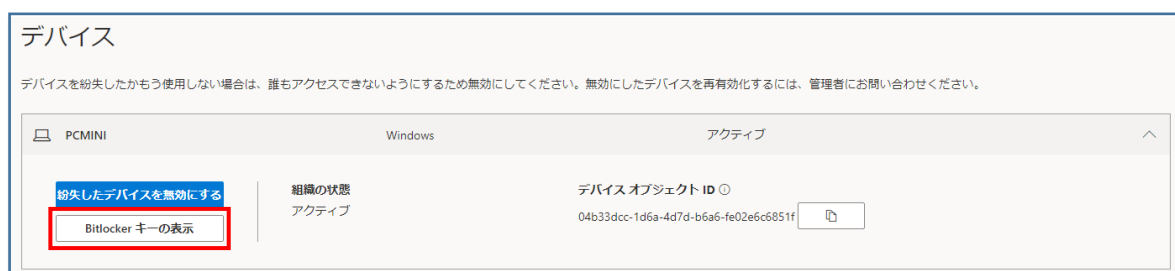 デバイス
デバイスを紛失したかもう使用しない場合は、誰もアクセスできないようにするため無効にしてください。無効にしたデバイスを再有効化するには、管理者にお問い合わせください。
PCMINI Windows アクティブ
紛失したデバイスを無効にする
Bitlocker キーの表示
組織の状態
アクティブ
デバイス オブジェクト ID
04b33dcc-1d6a-4d7d-b6a6-fe02e6c6851f